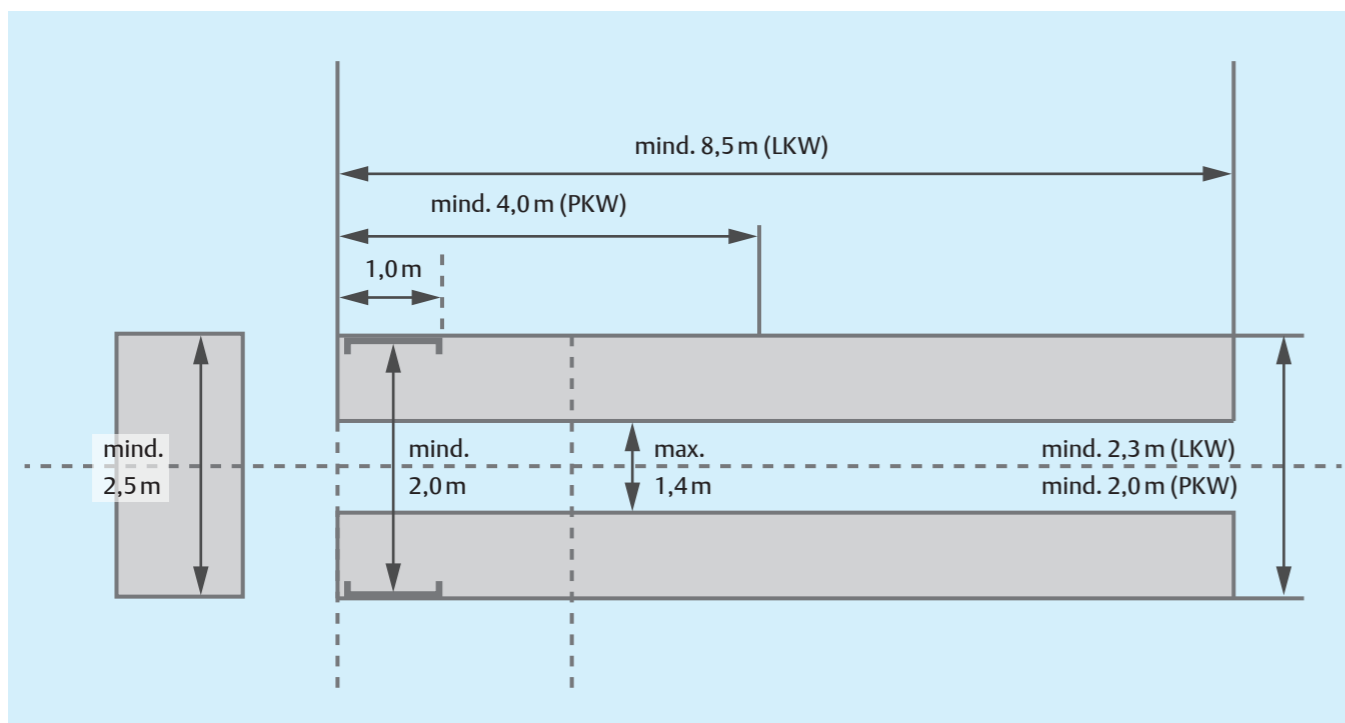 mind. 8,5 m (LKW)
mind. 4,0 m (PKW)
1,0 m
mind.
2,5 m
mind.
2,0 m
max.
1,4 m
mind. 2,3 m (LKW)
mind. 2,0 m (PKW)